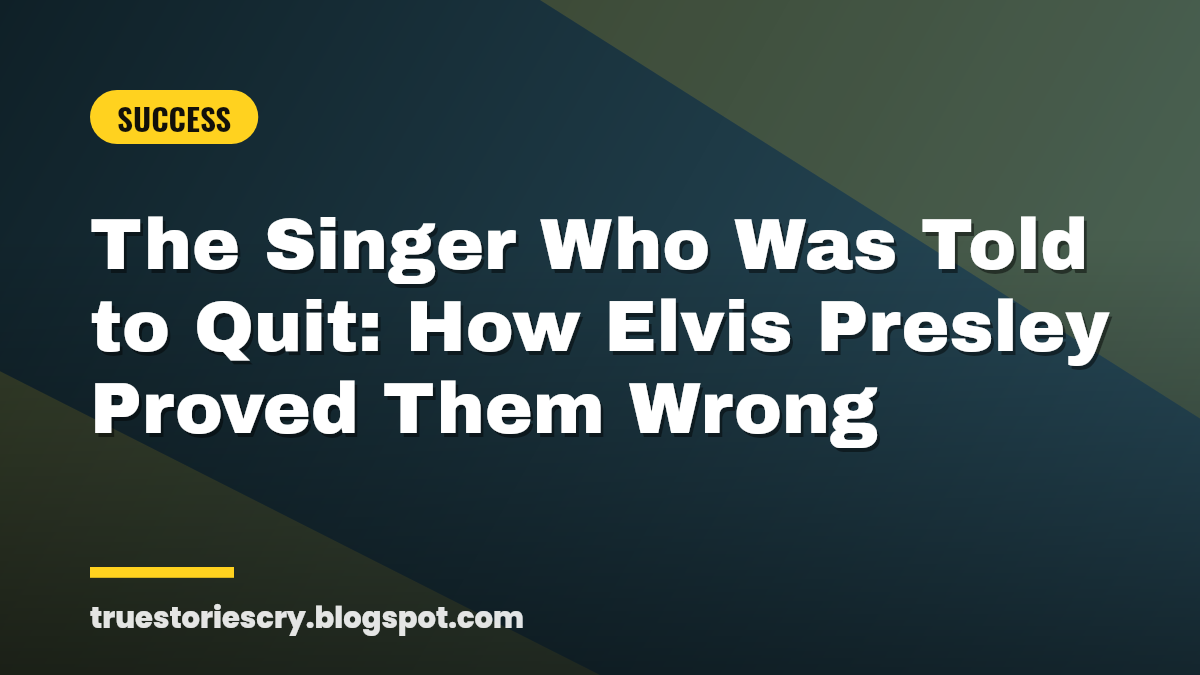 SUCCESS
The Singer Who Was Told
to Quit: How Elvis Presley
Proved Them Wrong
truestoriescry.blogspot.com